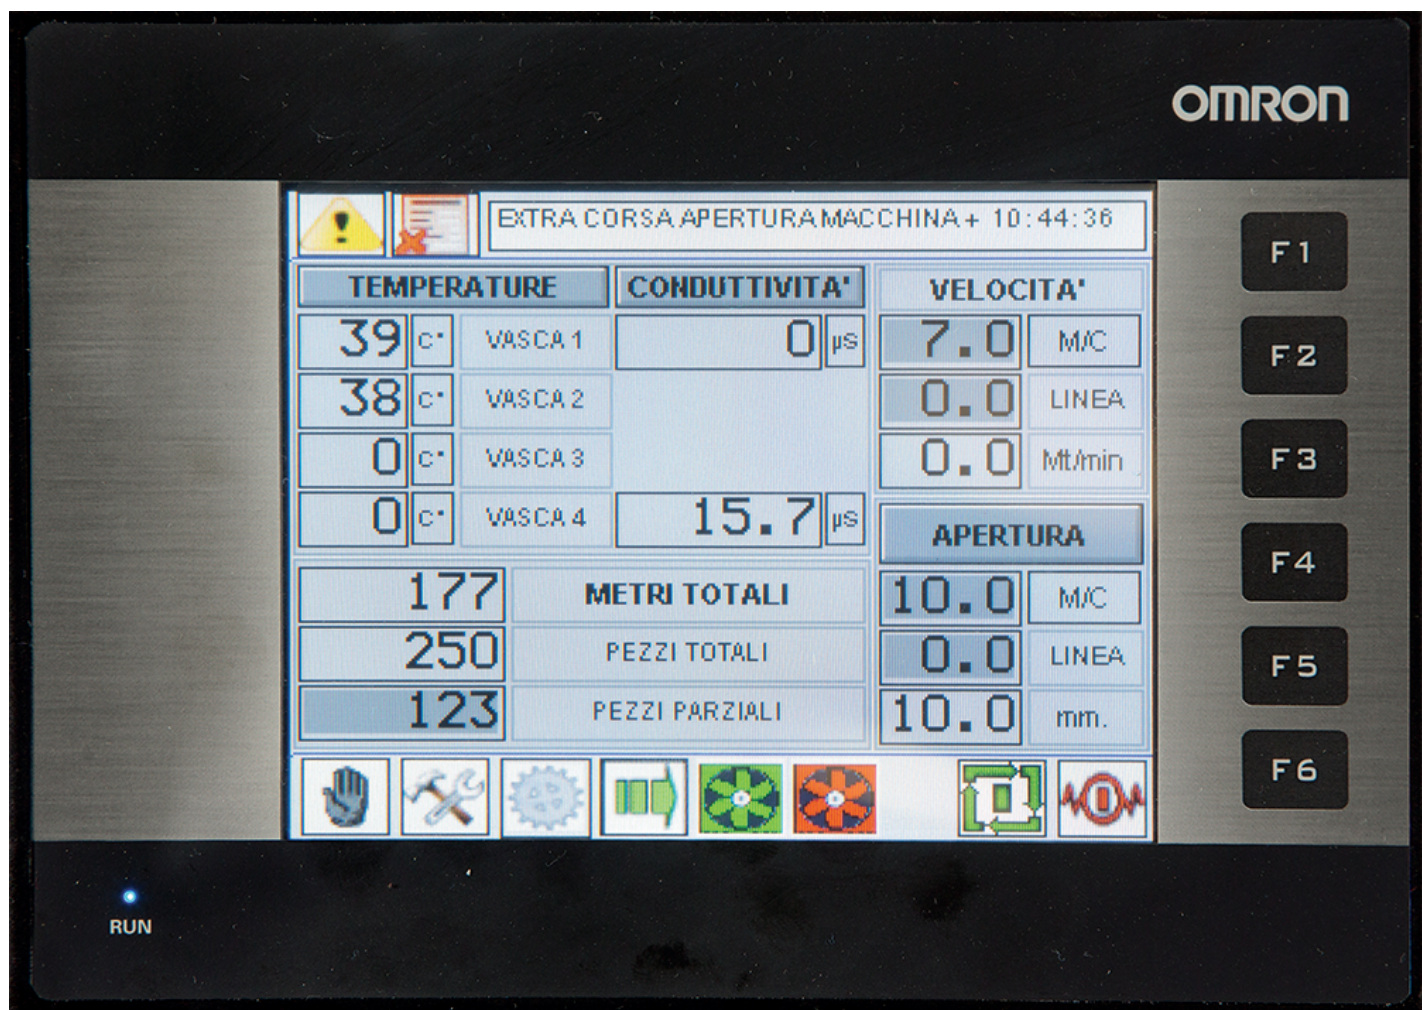 OMRON
EXTRA CORSA APERTURA MACCHINA + 10:44:36
TEMPERATURE CONDUTTIVITA' VELOCITA'
39 C° VASCA 1 0 µS 7.0 M/C
38 C° VASCA 2 0.0 LINEA
0 C° VASCA 3 0.0 Mt/min
0 C° VASCA 4 15.7 µS APERTURA
177 METRI TOTALI 10.0 M/C
250 PEZZI TOTALI 0.0 LINEA
123 PEZZI PARZIALI 10.0 mm.
F1
F2
F3
F4
F5
F6
RUN